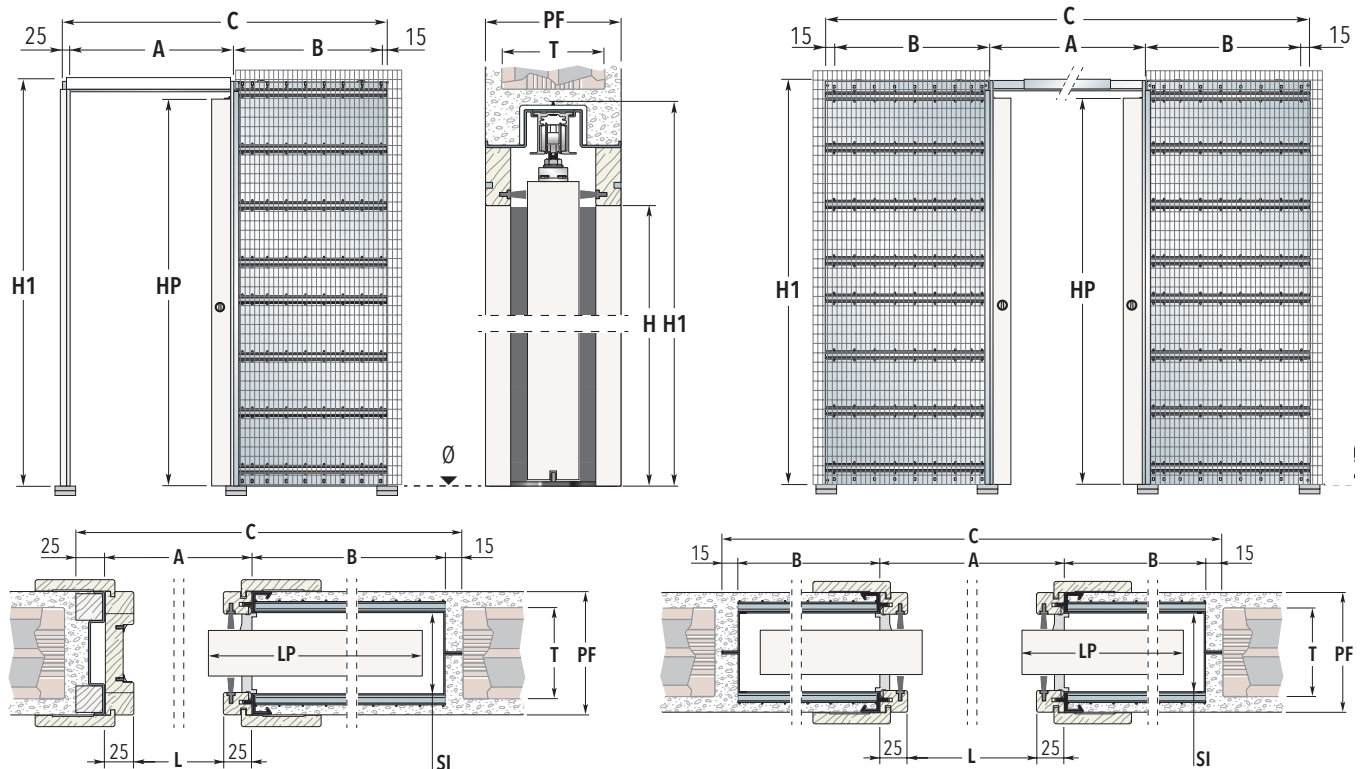 C
25 A B 15
H1
HP
Ø
PF
T
H H1
C
15 B A B 15
H1
HP
C
25 A B 15
LP
T PF
25 L 25
SI
C
15 B A B 15
LP
T PF
25 L 25
SI